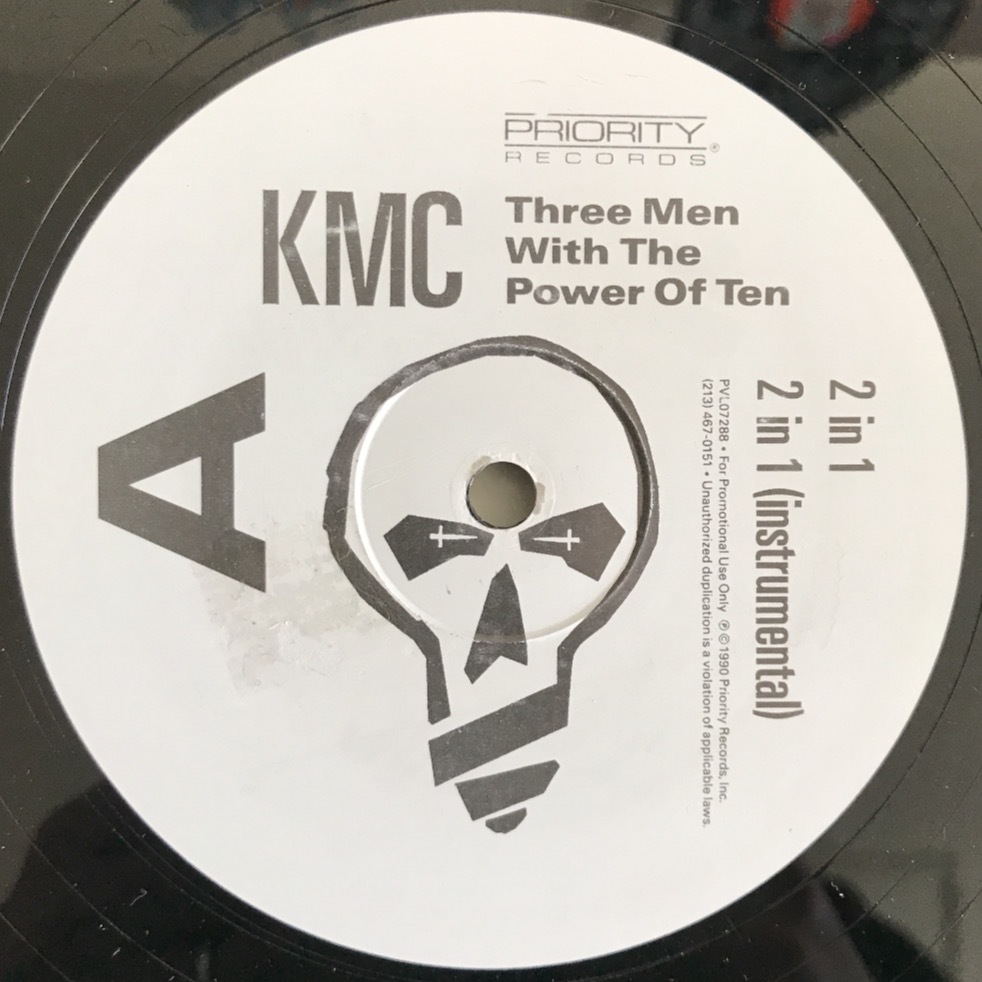 PRIORITY
RECORDS®
KMC
Three Men
With The
Power Of Ten
A
2 in 1
2 in 1 (instrumental)
PVL07288 • For Promotional Use Only ℗ © 1990 Priority Records, Inc.
(213) 467-0151 • Unauthorized duplication is a violation of applicable laws.